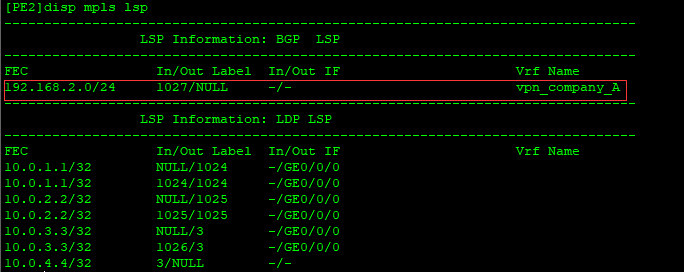 [PE2]disp mpls lsp
-------------------------------------------------------------------------------
LSP Information: BGP  LSP
-------------------------------------------------------------------------------
FEC                In/Out Label  In/Out IF                      Vrf Name
192.168.2.0/24     1027/NULL     -/-                            vpn_company_A
-------------------------------------------------------------------------------
LSP Information: LDP LSP
-------------------------------------------------------------------------------
FEC                In/Out Label  In/Out IF                      Vrf Name
10.0.1.1/32        NULL/1024     -/GE0/0/0
10.0.1.1/32        1024/1024     -/GE0/0/0
10.0.2.2/32        NULL/1025     -/GE0/0/0
10.0.2.2/32        1025/1025     -/GE0/0/0
10.0.3.3/32        NULL/3        -/GE0/0/0
10.0.3.3/32        1026/3        -/GE0/0/0
10.0.4.4/32        3/NULL        -/-